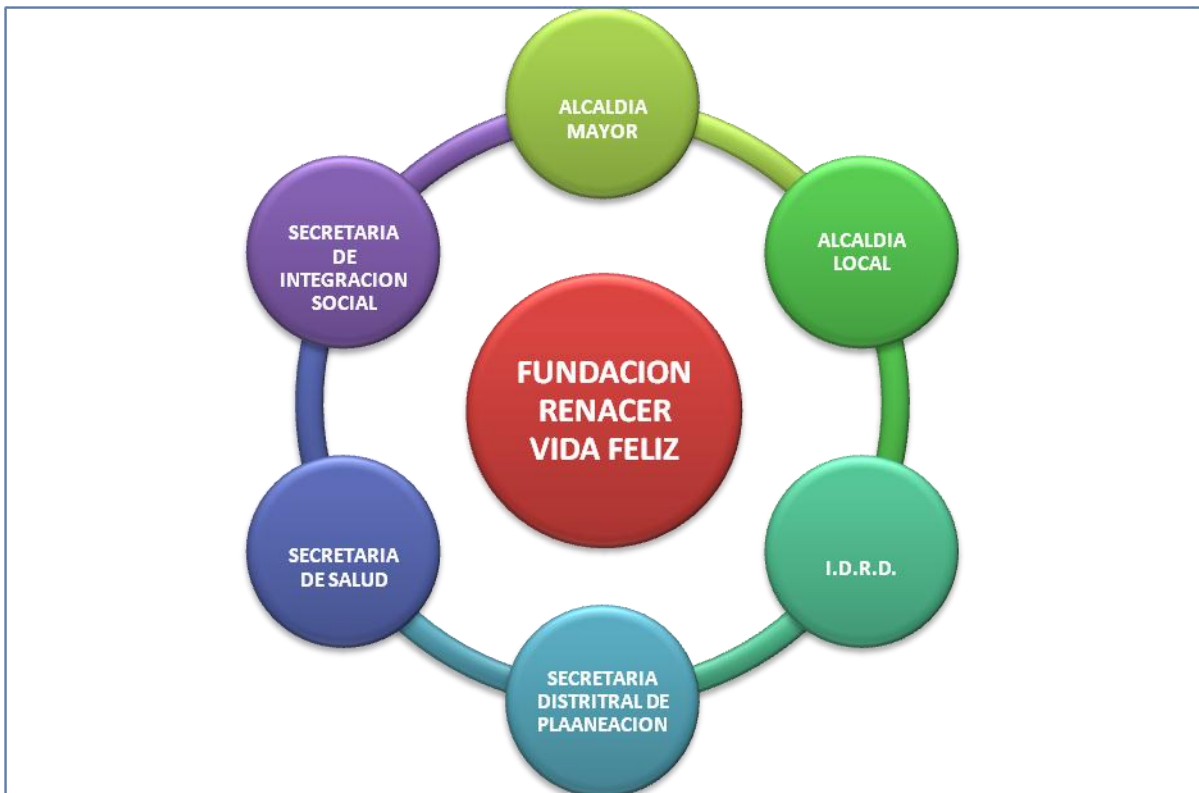 ALCALDIA
MAYOR
ALCALDIA
LOCAL
I.D.R.D.
SECRETARIA
DISTRITRAL DE
PLAANEACION
SECRETARIA
DE SALUD
SECRETARIA
DE
INTEGRACION
SOCIAL
FUNDACION
RENACER
VIDA FELIZ